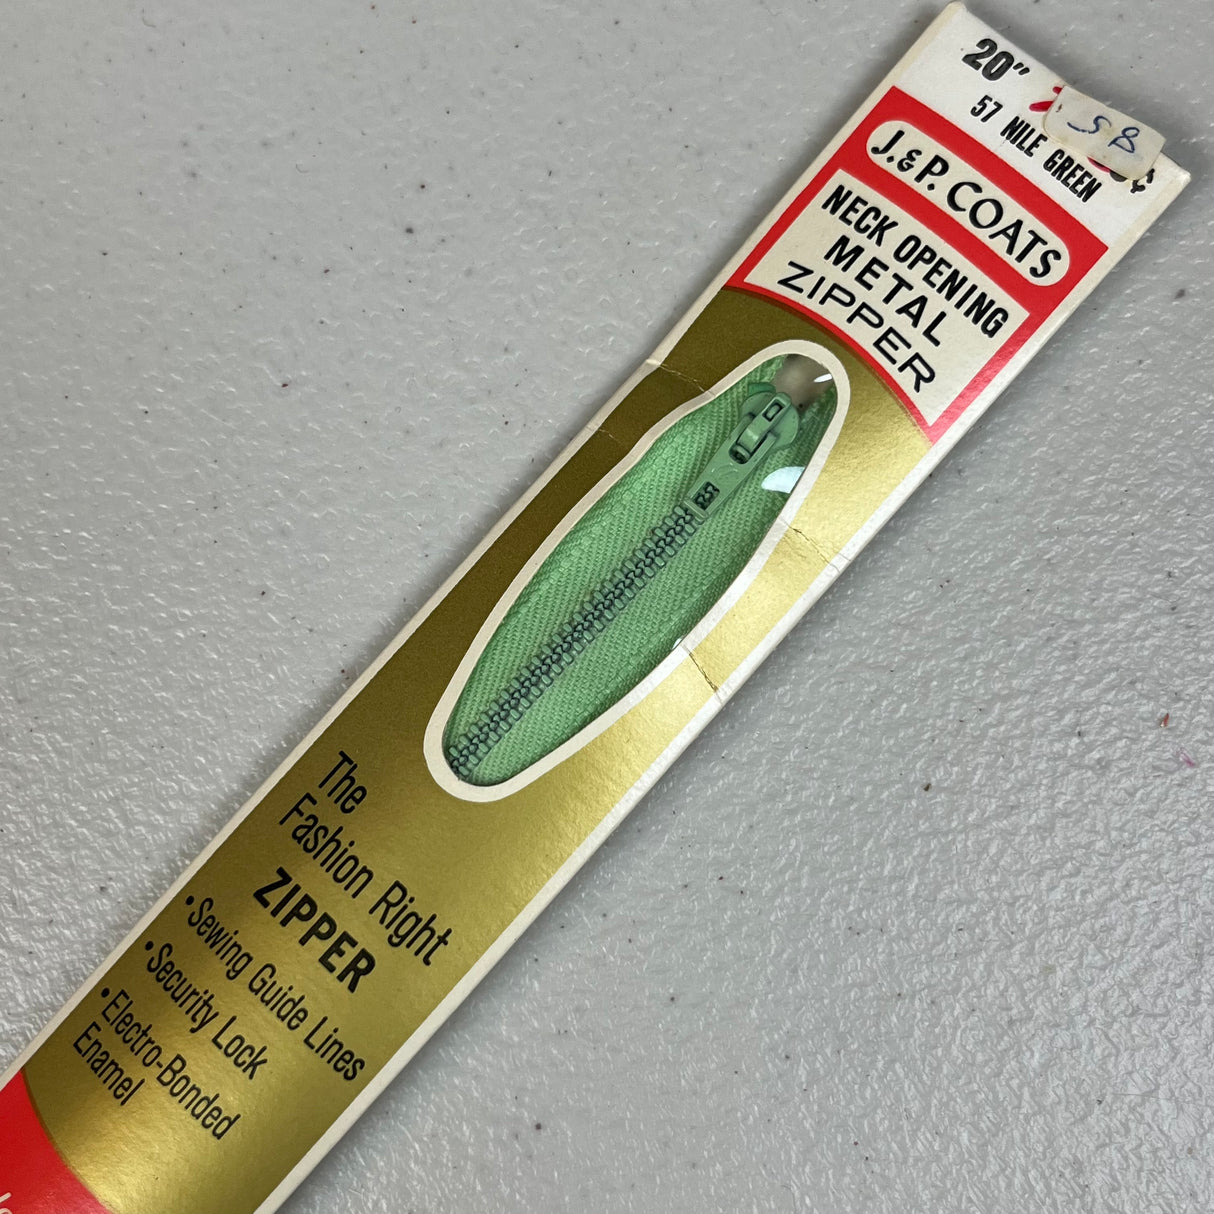 20"
57 NILE GREEN
58
¢
J. & P. COATS
NECK OPENING
METAL
ZIPPER
The
Fashion Right
ZIPPER
• Sewing Guide Lines
• Security Lock
• Electro-Bonded
Enamel